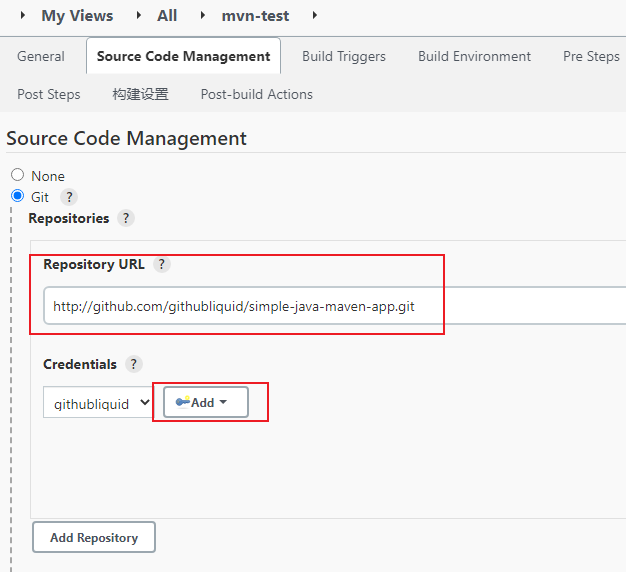 My Views All mvn-test
General Source Code Management Build Triggers Build Environment Pre Steps
Post Steps 构建设置 Post-build Actions
Source Code Management
None
Git ?
Repositories ?
Repository URL ?
http://github.com/githubliquid/simple-java-maven-app.git
Credentials ?
githubliquid Add
Add Repository